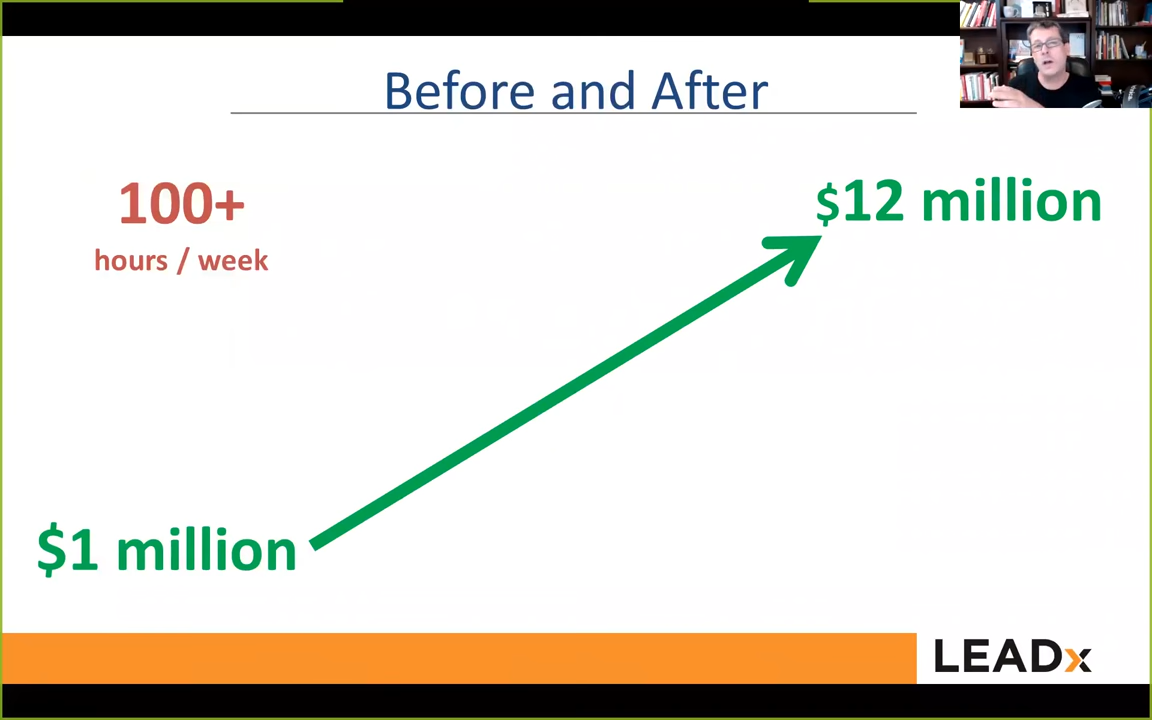 Before and After
100+
hours / week
$12 million
$1 million
LEADx